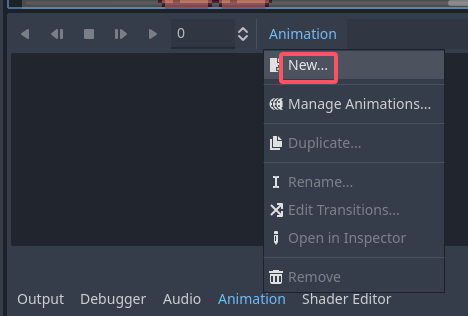 0
Animation
New...
Manage Animations...
Duplicate...
Rename...
Edit Transitions...
Open in Inspector
Remove
Output Debugger Audio Animation Shader Editor